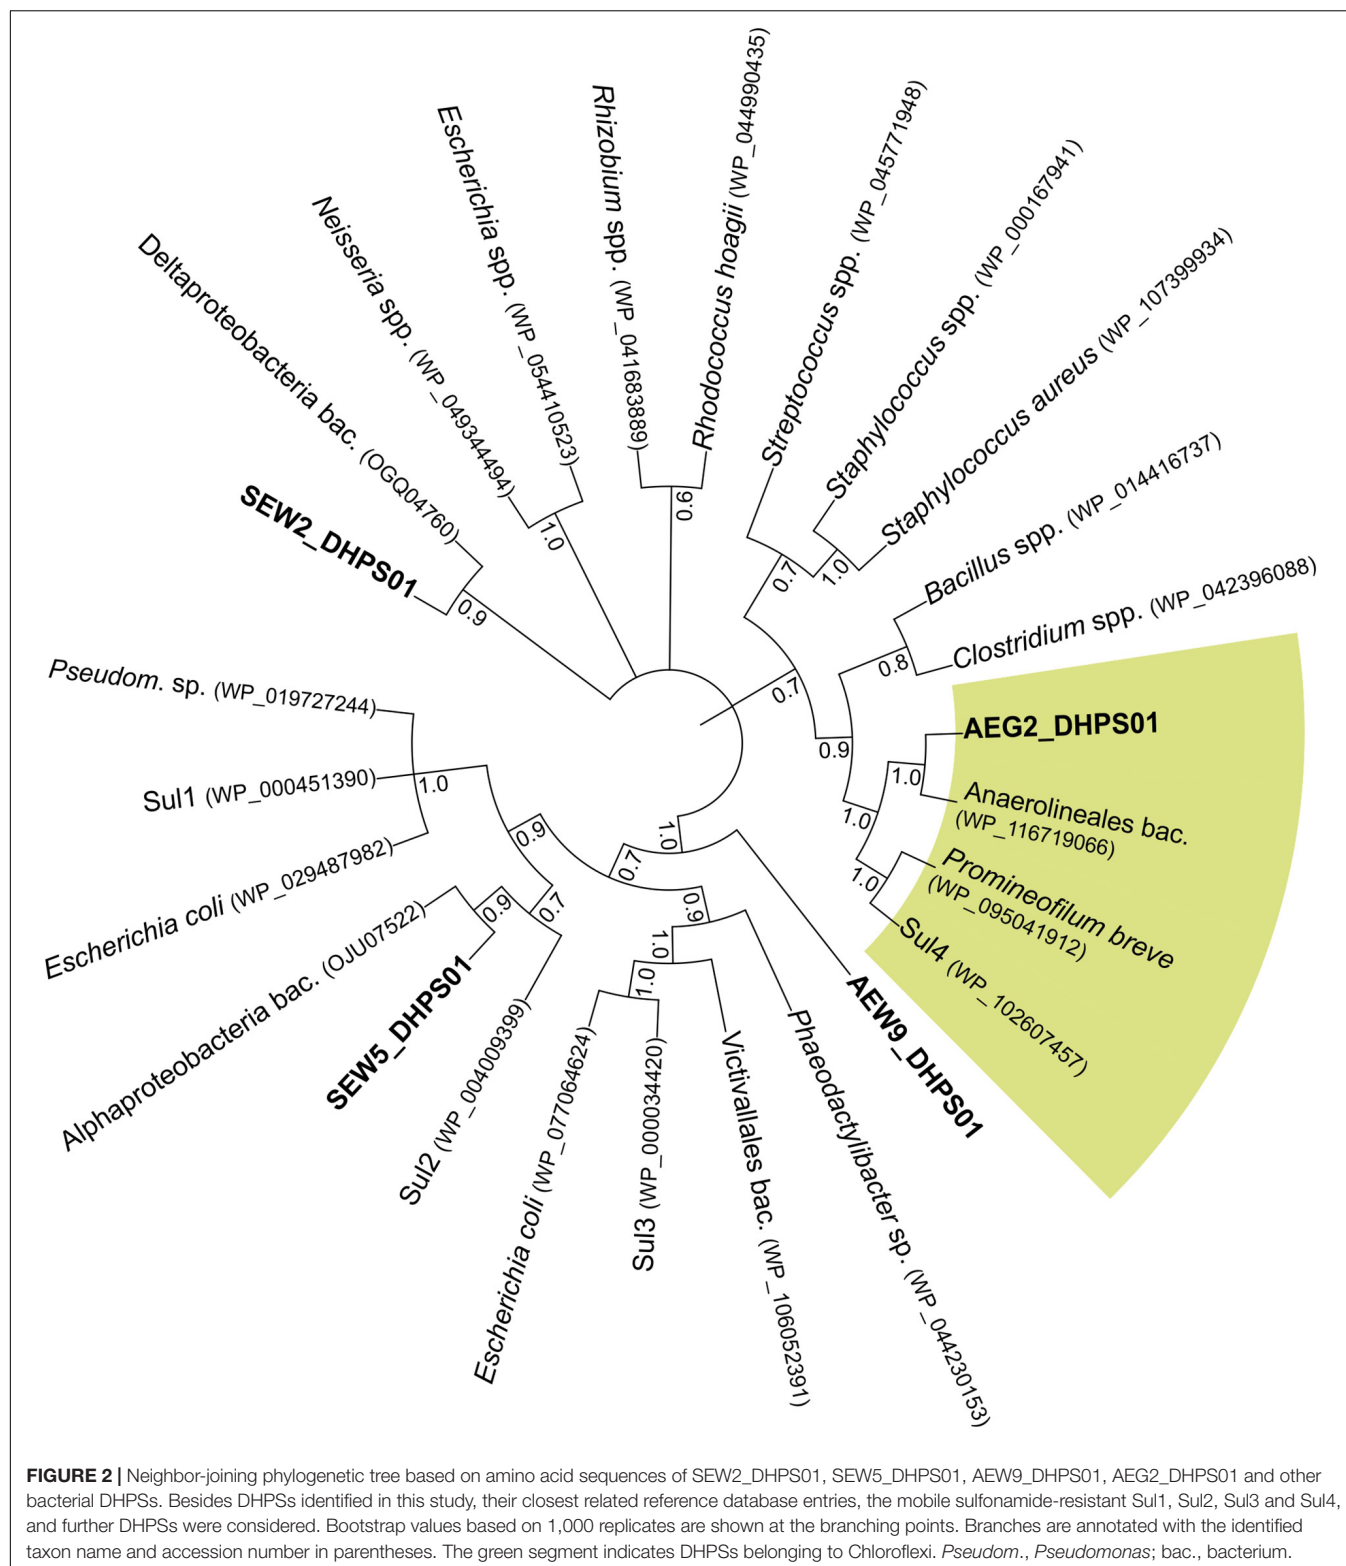 Deltaproteobacteria bac. (OGQ04760)
Neisseria spp. (WP_049344494)
Escherichia spp. (WP_054410523)
Rhizobium spp. (WP_041683889)
Rhodococcus hoagii (WP_044990435)
Streptococcus spp. (WP_045771948)
Staphylococcus spp. (WP_000167941)
Staphylococcus aureus (WP_107399934)
Bacillus spp. (WP_014416737)
Clostridium spp. (WP_042396088)
AEG2_DHPS01
Anaerolineales bac.
(WP_116719066)
Promineofilum breve
(WP_095041912)
Sul4 (WP_102607457)
AEW9_DHPS01
Phaeodactylibacter sp. (WP_044230153)
Victivallales bac. (WP_106052391)
Sul3 (WP_000034420)
Escherichia coli (WP_077064624)
Sul2 (WP_004009399)
SEW5_DHPS01
Alphaproteobacteria bac. (OJU07522)
Escherichia coli (WP_029487982)
Sul1 (WP_000451390)
Pseudom. sp. (WP_019727244)
SEW2_DHPS01
0.9
1.0
0.9
0.7
1.0
0.7
0.8
0.9
1.0
1.0
1.0
1.0
0.7
0.9
1.0
1.0
0.9
0.7
0.9
1.0
FIGURE 2 | Neighbor-joining phylogenetic tree based on amino acid sequences of SEW2_DHPS01, SEW5_DHPS01, AEW9_DHPS01, AEG2_DHPS01 and other
bacterial DHPSs. Besides DHPSs identified in this study, their closest related reference database entries, the mobile sulfonamide-resistant Sul1, Sul2, Sul3 and Sul4,
and further DHPSs were considered. Bootstrap values based on 1,000 replicates are shown at the branching points. Branches are annotated with the identified
taxon name and accession number in parentheses. The green segment indicates DHPSs belonging to Chloroflexi. Pseudom., Pseudomonas; bac., bacterium.